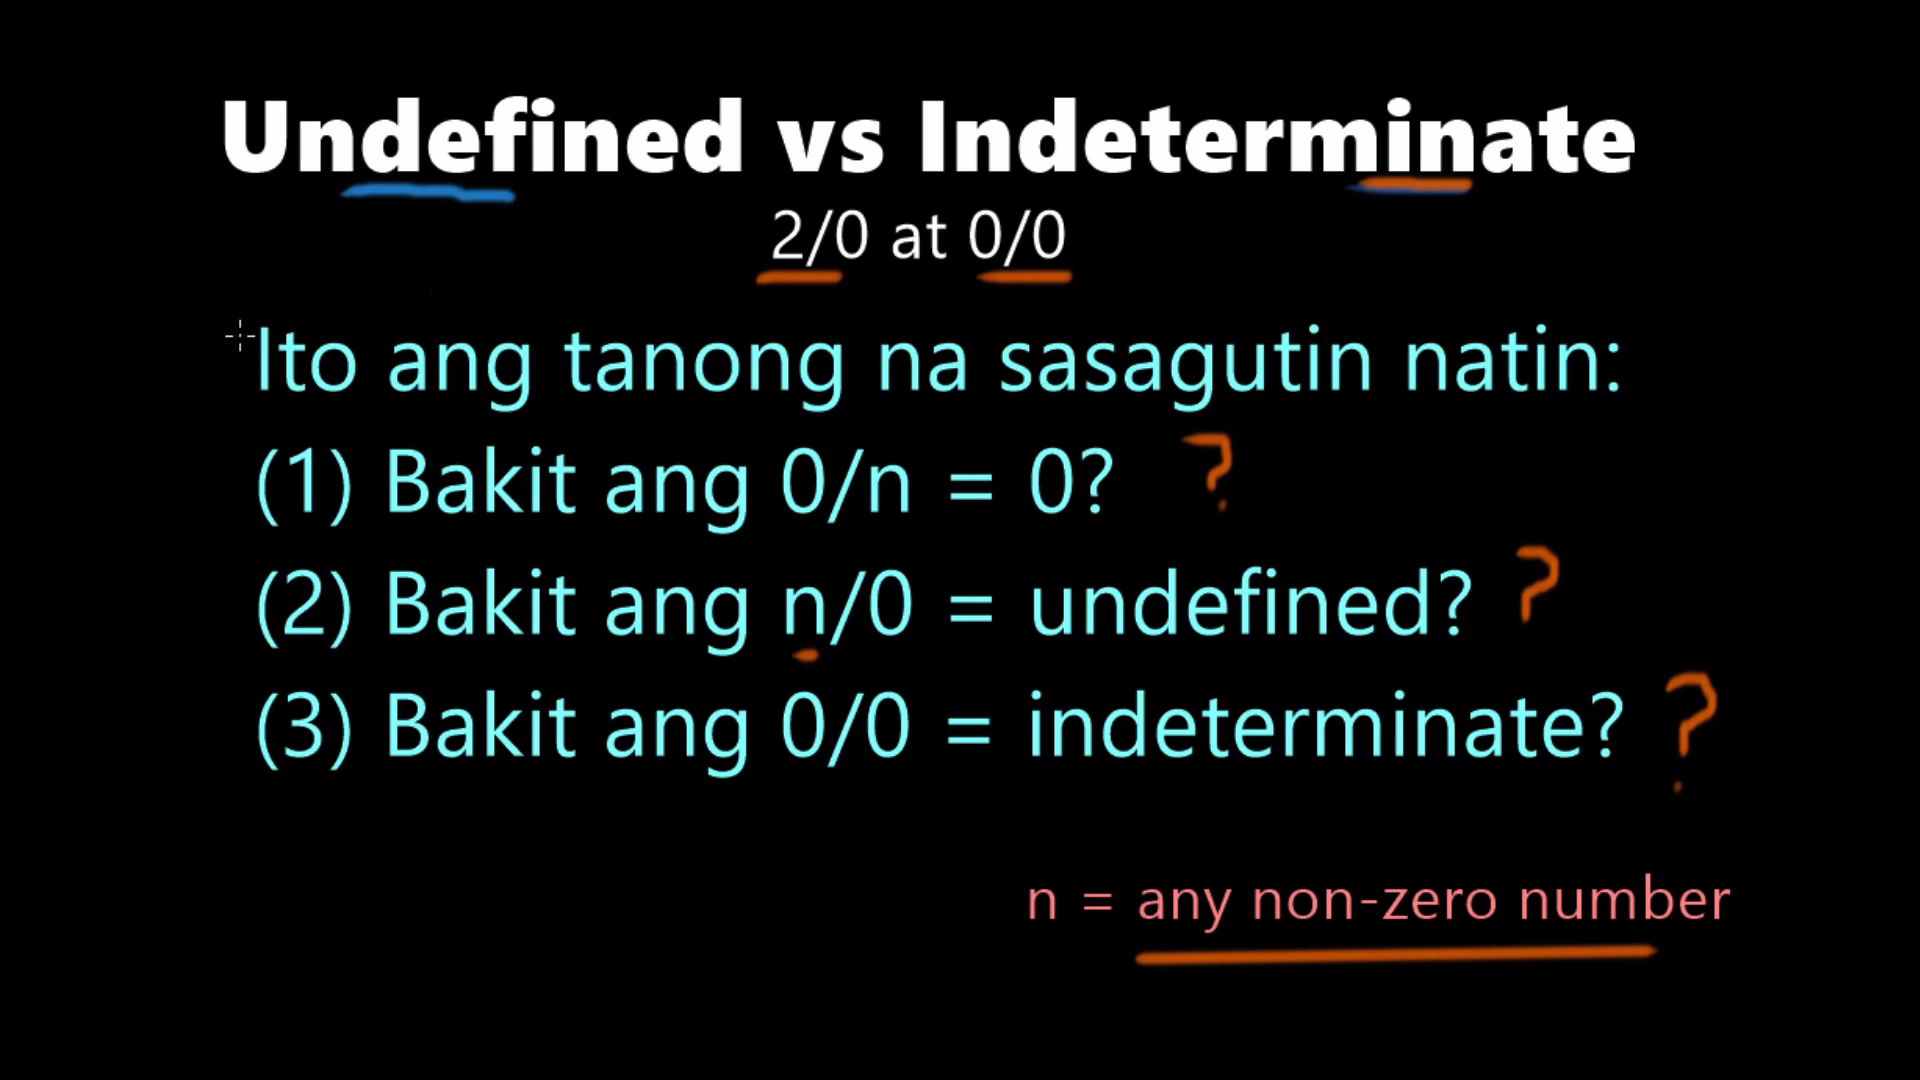 Undefined vs Indeterminate
2/0 at 0/0
Ito ang tanong na sasagutin natin:
(1) Bakit ang 0/n = 0? ?
(2) Bakit ang n/0 = undefined? ?
(3) Bakit ang 0/0 = indeterminate? ?
n = any non-zero number